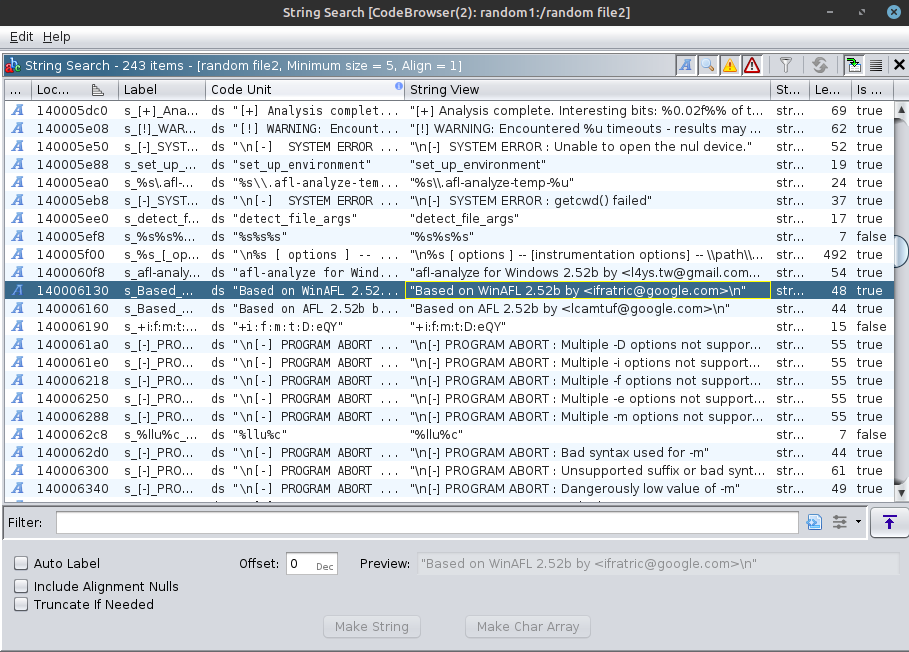 String Search [CodeBrowser(2): random1:/random file2]
Edit Help
String Search - 243 items - [random file2, Minimum size = 5, Align = 1]
... Loc... Label Code Unit String View St... Le... Is ...
A 140005dc0 s_[+]_Ana... ds "[+] Analysis complet... "[+] Analysis complete. Interesting bits: %0.02f%% of t... str... 69 true
A 140005e08 s_[!]_WAR... ds "[!] WARNING: Encount... "[!] WARNING: Encountered %u timeouts - results may ... str... 62 true
A 140005e50 s_[-]_SYST... ds "\n[-]  SYSTEM ERROR ... "\n[-]  SYSTEM ERROR : Unable to open the nul device." str... 52 true
A 140005e88 s_set_up_... ds "set_up_environment" "set_up_environment" str... 19 true
A 140005ea0 s_%s\.afl-... ds "%s\\.afl-analyze-tem... "%s\\.afl-analyze-temp-%u" str... 24 true
A 140005eb8 s_[-]_SYST... ds "\n[-]  SYSTEM ERROR ... "\n[-]  SYSTEM ERROR : getcwd() failed" str... 37 true
A 140005ee0 s_detect_f... ds "detect_file_args" "detect_file_args" str... 17 true
A 140005ef8 s_%s%s%... ds "%s%s%s" "%s%s%s" str... 7 false
A 140005f00 s_%s_[_op... ds "\n%s [ options ] -- ... "\n%s [ options ] -- [instrumentation options] -- \\path\\... str... 492 true
A 1400060f8 s_afl-analy... ds "afl-analyze for Wind... "afl-analyze for Windows 2.52b by <l4ys.tw@gmail.com... str... 54 true
A 140006130 s_Based_... ds "Based on WinAFL 2.52... "Based on WinAFL 2.52b by <ifratric@google.com>\n" str... 48 true
A 140006160 s_Based_... ds "Based on AFL 2.52b b... "Based on AFL 2.52b by <lcamtuf@google.com>\n" str... 44 true
A 140006190 s_+i:f:m:t:... ds "+i:f:m:t:D:eQY" "+i:f:m:t:D:eQY" str... 15 false
A 1400061a0 s_[-]_PRO... ds "\n[-] PROGRAM ABORT ... "\n[-] PROGRAM ABORT : Multiple -D options not suppor... str... 55 true
A 1400061e0 s_[-]_PRO... ds "\n[-] PROGRAM ABORT ... "\n[-] PROGRAM ABORT : Multiple -i options not support... str... 55 true
A 140006218 s_[-]_PRO... ds "\n[-] PROGRAM ABORT ... "\n[-] PROGRAM ABORT : Multiple -f options not support... str... 55 true
A 140006250 s_[-]_PRO... ds "\n[-] PROGRAM ABORT ... "\n[-] PROGRAM ABORT : Multiple -e options not suppor... str... 55 true
A 140006288 s_[-]_PRO... ds "\n[-] PROGRAM ABORT ... "\n[-] PROGRAM ABORT : Multiple -m options not suppor... str... 55 true
A 1400062c8 s_%llu%c_... ds "%llu%c" "%llu%c" str... 7 false
A 1400062d0 s_[-]_PRO... ds "\n[-] PROGRAM ABORT ... "\n[-] PROGRAM ABORT : Bad syntax used for -m" str... 44 true
A 140006300 s_[-]_PRO... ds "\n[-] PROGRAM ABORT ... "\n[-] PROGRAM ABORT : Unsupported suffix or bad synt... str... 61 true
A 140006340 s_[-]_PRO... ds "\n[-] PROGRAM ABORT ... "\n[-] PROGRAM ABORT : Dangerously low value of -m" str... 49 true
Filter:
Auto Label Offset: 0 Dec Preview: "Based on WinAFL 2.52b by <ifratric@google.com>\n"
Include Alignment Nulls
Truncate If Needed
Make String Make Char Array